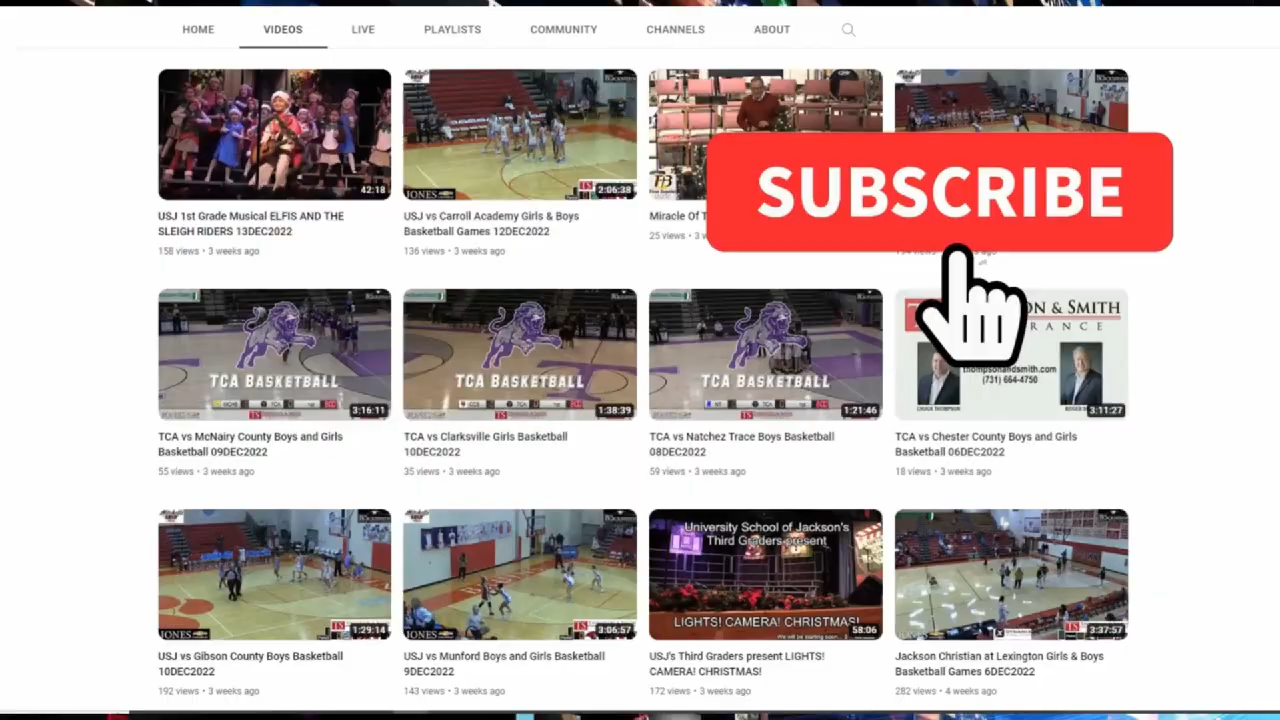 HOME VIDEOS LIVE PLAYLISTS COMMUNITY CHANNELS ABOUT
SUBSCRIBE
42:18
2:06:38
USJ 1st Grade Musical ELFIS AND THE
SLEIGH RIDERS 13DEC2022
158 views • 3 weeks ago
JONES
USJ vs Carroll Academy Girls & Boys
Basketball Games 12DEC2022
136 views • 3 weeks ago
Miracle Of T
25 views • 3 w
TCA BASKETBALL
3:16:11
TCA vs McNairy County Boys and Girls
Basketball 09DEC2022
55 views • 3 weeks ago
TCA BASKETBALL
1:38:39
TCA vs Clarksville Girls Basketball
10DEC2022
35 views • 3 weeks ago
TCA BASKETBALL
1:21:46
TCA vs Natchez Trace Boys Basketball
08DEC2022
59 views • 3 weeks ago
ON & SMITH
RANCE
thompsonandsmith.com
(731) 664-4750
3:11:27
TCA vs Chester County Boys and Girls
Basketball 06DEC2022
18 views • 3 weeks ago
JONES
1:29:14
USJ vs Gibson County Boys Basketball
10DEC2022
192 views • 3 weeks ago
JONES
3:06:57
USJ vs Munford Boys and Girls Basketball
9DEC2022
143 views • 3 weeks ago
University School of Jackson's
Third Graders present
LIGHTS! CAMERA! CHRISTMAS!
58:06
USJ's Third Graders present LIGHTS!
CAMERA! CHRISTMAS!
172 views • 3 weeks ago
3:37:57
Jackson Christian at Lexington Girls & Boys
Basketball Games 6DEC2022
282 views • 4 weeks ago